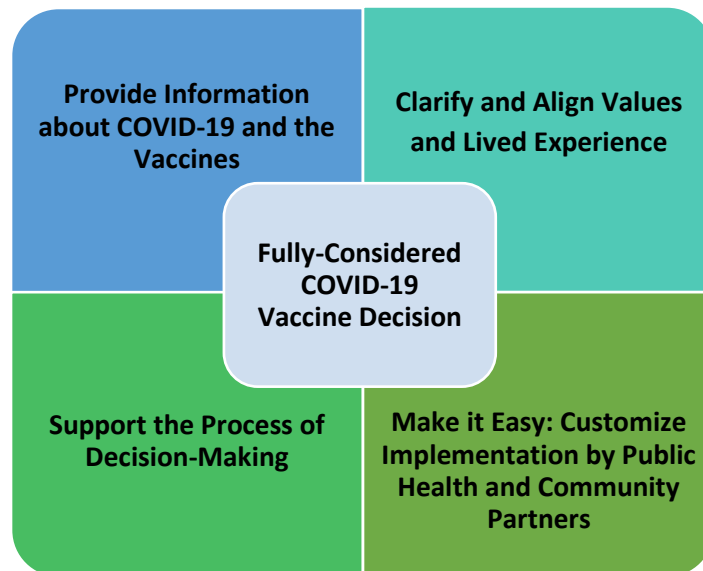 Provide Information
about COVID-19 and the
Vaccines
Clarify and Align Values
and Lived Experience
Fully-Considered
COVID-19
Vaccine Decision
Support the Process of
Decision-Making
Make it Easy: Customize
Implementation by Public
Health and Community
Partners